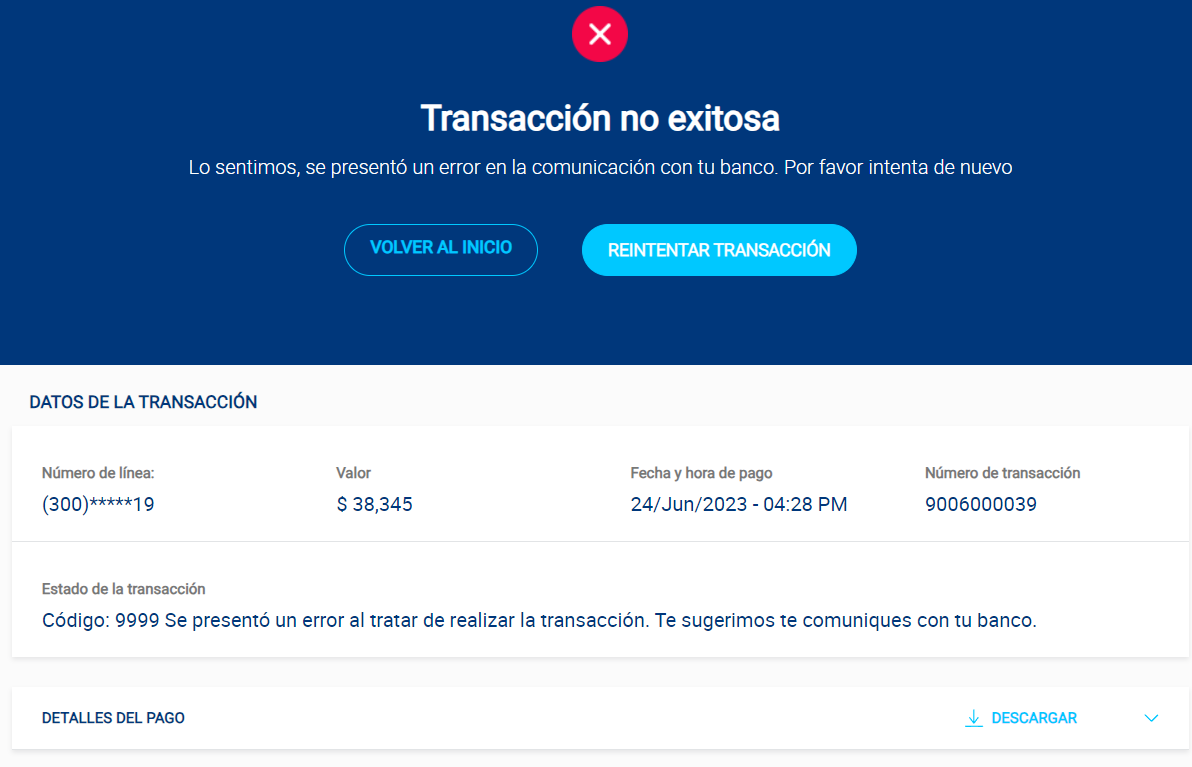 Transacción no exitosa
Lo sentimos, se presentó un error en la comunicación con tu banco. Por favor intenta de nuevo
VOLVER AL INICIO
REINTENTAR TRANSACCIÓN
DATOS DE LA TRANSACCIÓN
Número de línea:
(300)*****19
Valor
$ 38,345
Fecha y hora de pago
24/Jun/2023 - 04:28 PM
Número de transacción
9006000039
Estado de la transacción
Código: 9999 Se presentó un error al tratar de realizar la transacción. Te sugerimos te comuniques con tu banco.
DETALLES DEL PAGO
DESCARGAR